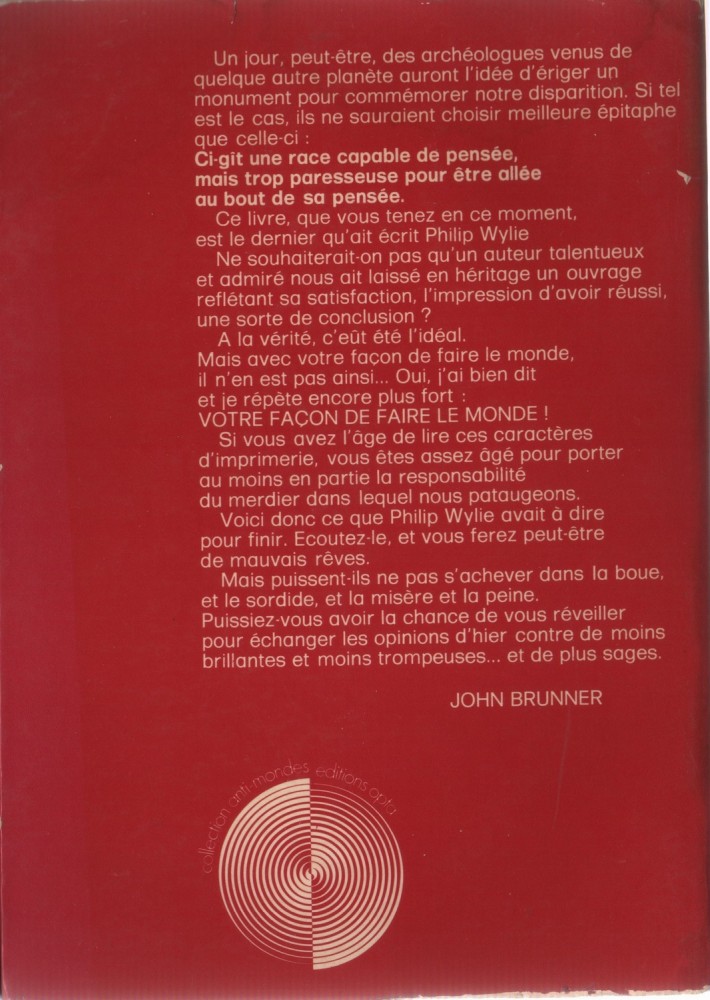 Un jour, peut-être, des archéologues venus de
quelque autre planète auront l'idée d'ériger un
monument pour commémorer notre disparition. Si tel
est le cas, ils ne sauraient choisir meilleure épitaphe
que celle-ci :
Ci-gît une race capable de pensée,
mais trop paresseuse pour être allée
au bout de sa pensée.
Ce livre, que vous tenez en ce moment,
est le dernier qu'ait écrit Philip Wylie
Ne souhaiterait-on pas qu'un auteur talentueux
et admiré nous ait laissé en héritage un ouvrage
reflétant sa satisfaction, l'impression d'avoir réussi,
une sorte de conclusion ?
A la vérité, c'eût été l'idéal.
Mais avec votre façon de faire le monde,
il n'en est pas ainsi... Oui, j'ai bien dit
et je répète encore plus fort :
VOTRE FAÇON DE FAIRE LE MONDE !
Si vous avez l'âge de lire ces caractères
d'imprimerie, vous êtes assez âgé pour porter
au moins en partie la responsabilité
du merdier dans lequel nous pataugeons.
Voici donc ce que Philip Wylie avait à dire
pour finir. Ecoutez-le, et vous ferez peut-être
de mauvais rêves.
Mais puissent-ils ne pas s'achever dans la boue,
et le sordide, et la misère et la peine.
Puissiez-vous avoir la chance de vous réveiller
pour échanger les opinions d'hier contre de moins
brillantes et moins trompeuses... et de plus sages.
JOHN BRUNNER
collection anti-mondes editions opta